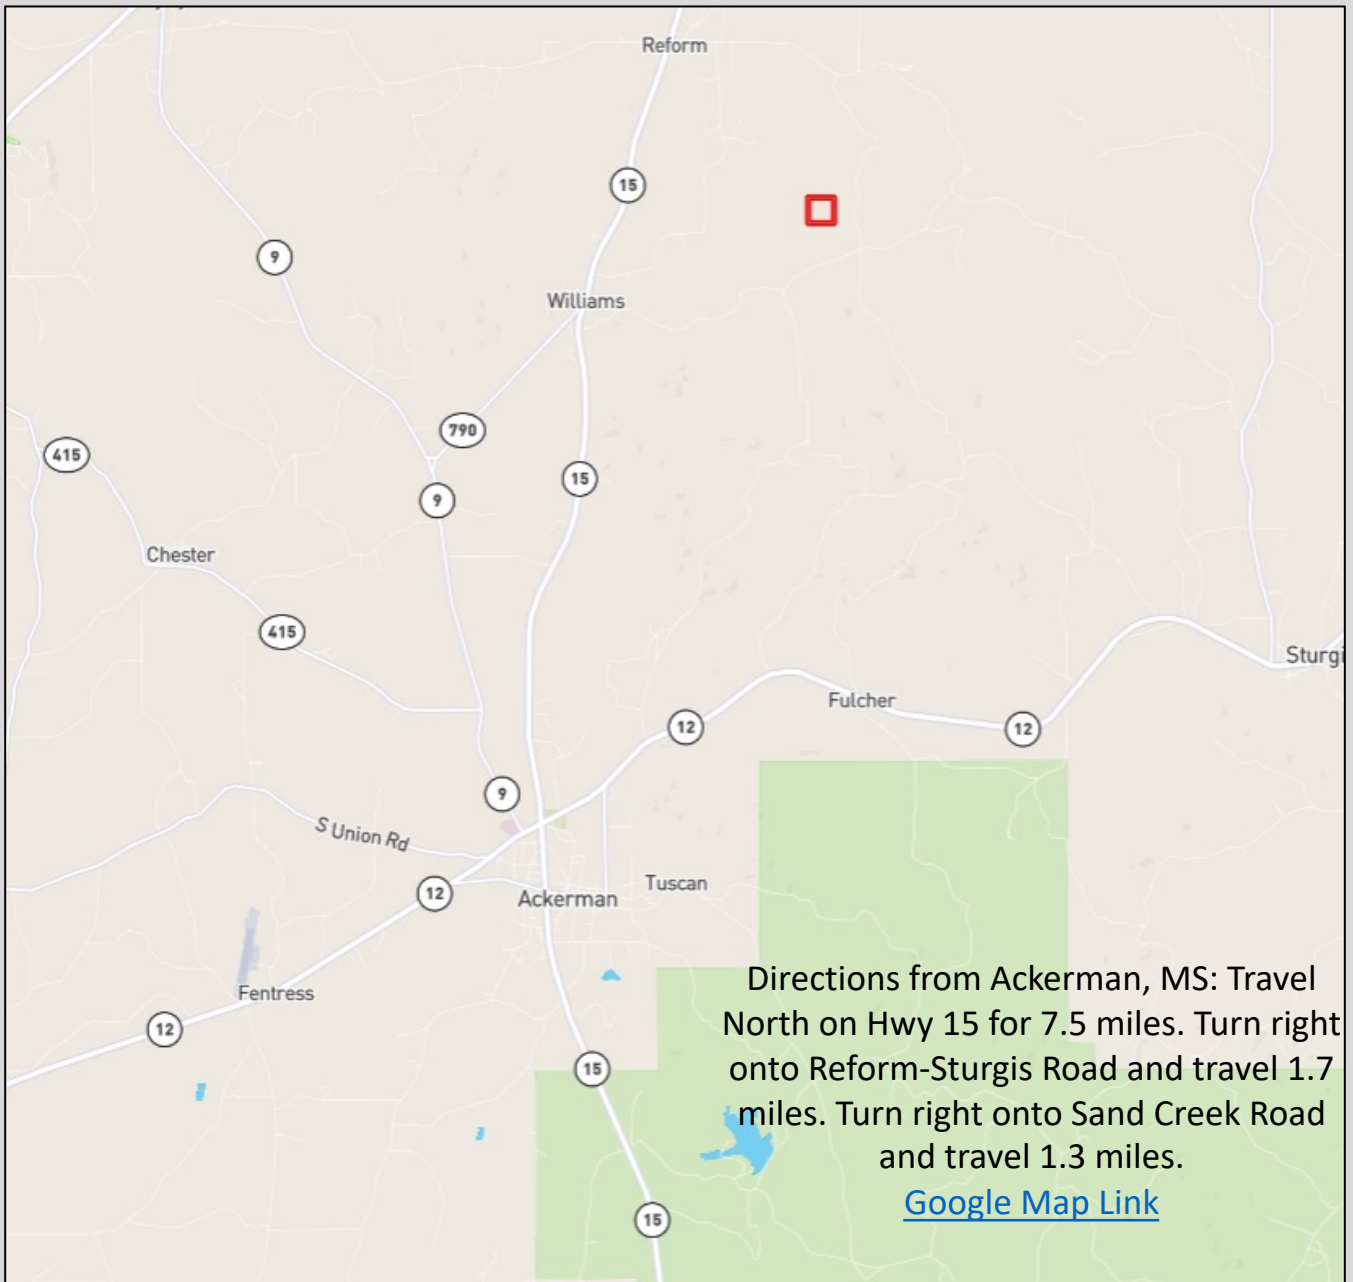 Reform
15
9
Williams
790
415
9
15
Chester
415
Sturgi
Fulcher
12
12
9
S Union Rd
12
Ackerman
Tuscan
Fentress
12
15
15
Directions from Ackerman, MS: Travel
North on Hwy 15 for 7.5 miles. Turn right
onto Reform-Sturgis Road and travel 1.7
miles. Turn right onto Sand Creek Road
and travel 1.3 miles.
Google Map Link